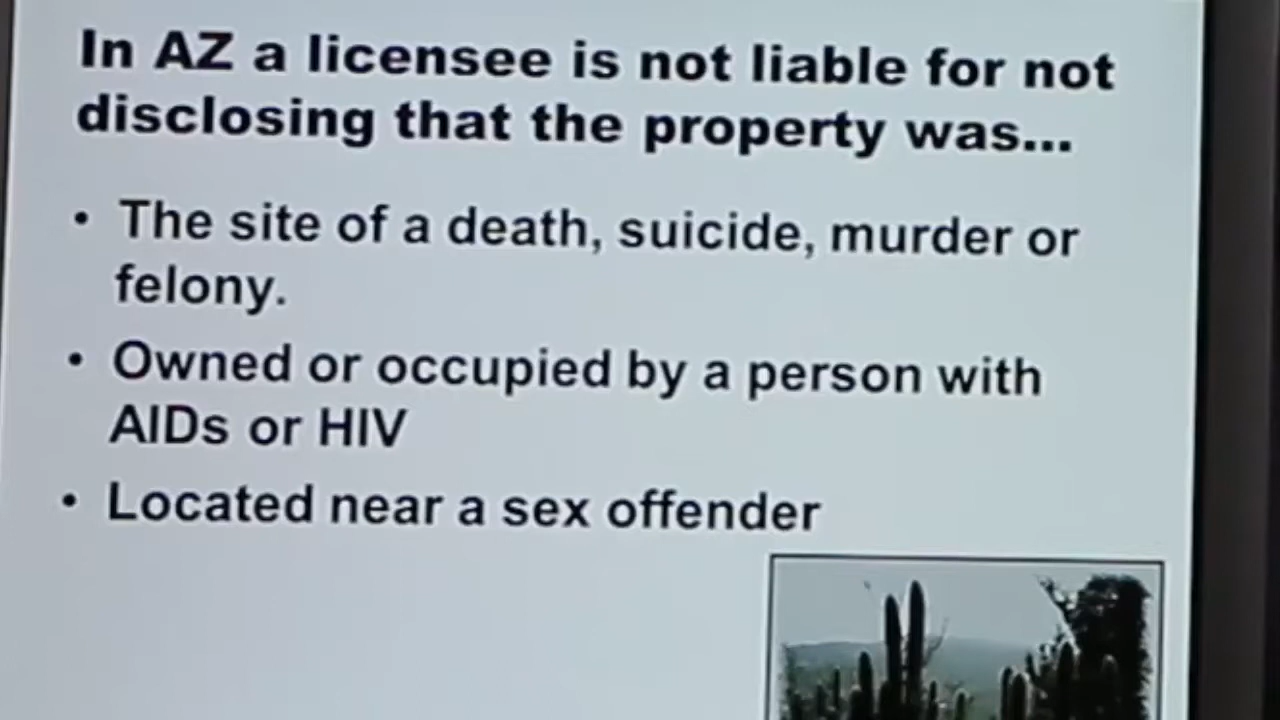 In AZ a licensee is not liable for not
disclosing that the property was...
• The site of a death, suicide, murder or
felony.
• Owned or occupied by a person with
AIDs or HIV
• Located near a sex offender